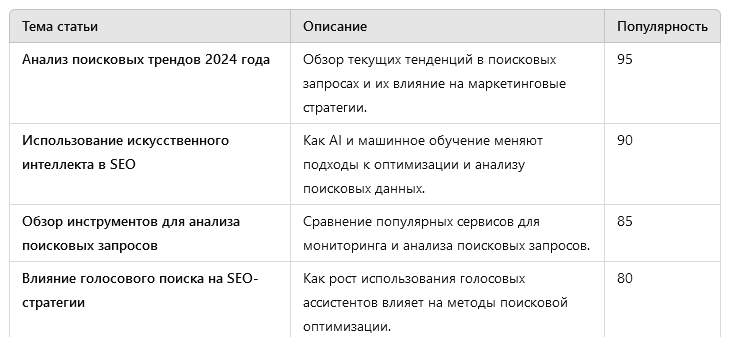 Тема статьи Описание Популярность
Анализ поисковых трендов 2024 года Обзор текущих тенденций в поисковых 95
запросах и их влияние на маркетинговые
стратегии.
Использование искусственного Как AI и машинное обучение меняют 90
интеллекта в SEO подходы к оптимизации и анализу
поисковых данных.
Обзор инструментов для анализа Сравнение популярных сервисов для 85
поисковых запросов мониторинга и анализа поисковых запросов.
Влияние голосового поиска на SEO- Как рост использования голосовых 80
стратегии ассистентов влияет на методы поисковой
оптимизации.